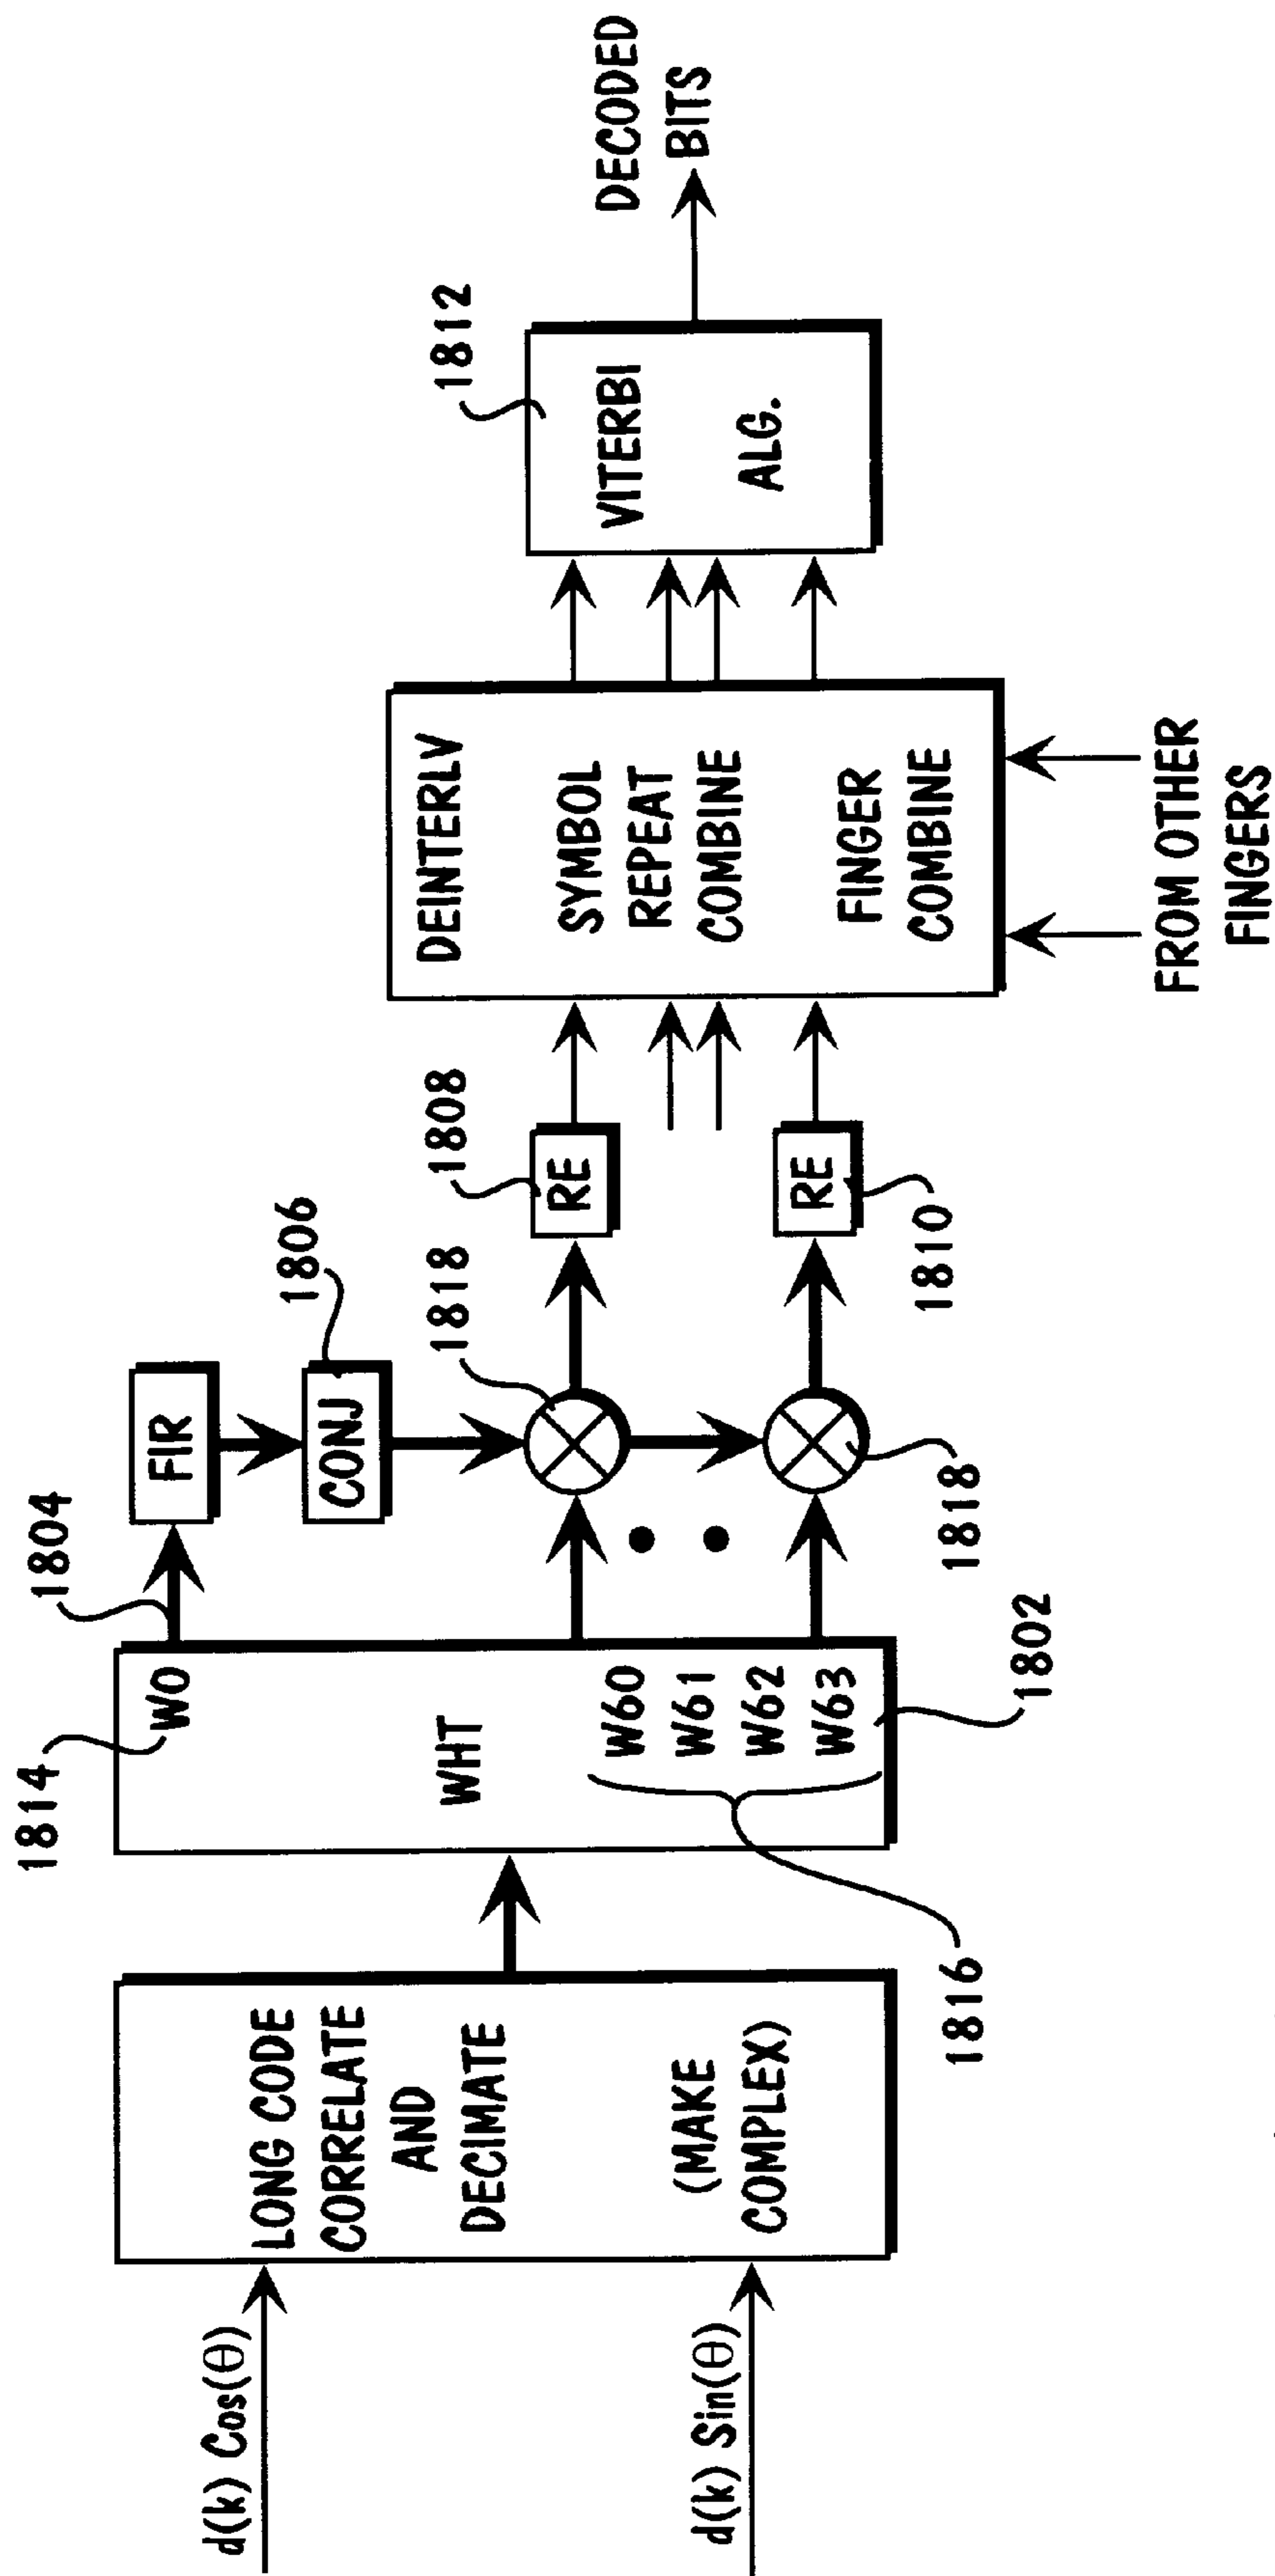 d(k) Cos(θ)
d(k) Sin(θ)
LONG CODE
CORRELATE
AND
DECIMATE
(MAKE
COMPLEX)
1814
W0
WHT
W60
W61
W62
W63
1816
1802
1804
FIR
1806
CONJ
1818
1818
1808
RE
RE
1810
DEINTERLV
SYMBOL
REPEAT
COMBINE
FINGER
COMBINE
FROM OTHER
FINGERS
1812
VITERBI
ALG.
DECODED
BITS